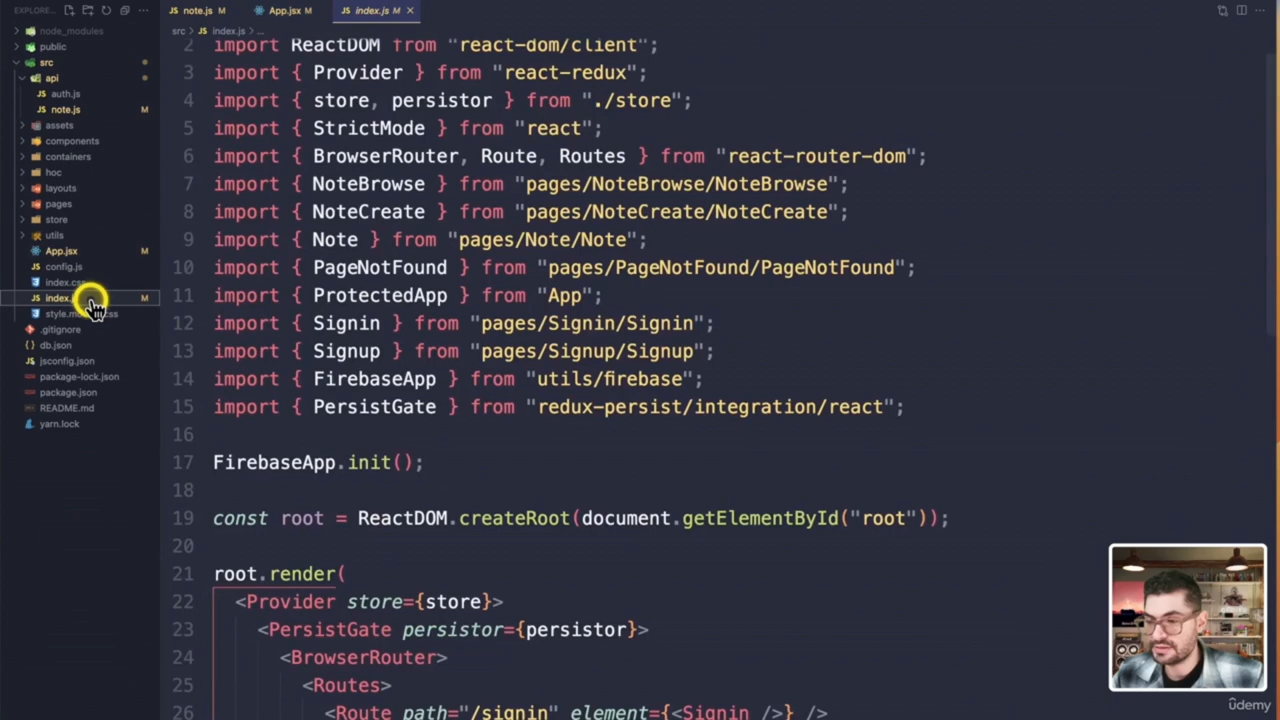 EXPLORE...
note.js M
App.jsx M
index.js M
src > index.js > ...
node_modules
public
src
api
auth.js
note.js M
assets
components
containers
hoc
layouts
pages
store
utils
App.jsx M
config.js
index.css
M
.gitignore
db.json
jsconfig.json
package-lock.json
package.json
README.md
yarn.lock
2 import ReactDOM from "react-dom/client";
3 import { Provider } from "react-redux";
4 import { store, persistor } from "./store";
5 import { StrictMode } from "react";
6 import { BrowserRouter, Route, Routes } from "react-router-dom";
7 import { NoteBrowse } from "pages/NoteBrowse/NoteBrowse";
8 import { NoteCreate } from "pages/NoteCreate/NoteCreate";
9 import { Note } from "pages/Note/Note";
10 import { PageNotFound } from "pages/PageNotFound/PageNotFound";
11 import { ProtectedApp } from "App";
12 import { Signin } from "pages/Signin/Signin";
13 import { Signup } from "pages/Signup/Signup";
14 import { FirebaseApp } from "utils/firebase";
15 import { PersistGate } from "redux-persist/integration/react";
16
17 FirebaseApp.init();
18
19 const root = ReactDOM.createRoot(document.getElementById("root"));
20
21 root.render(
22 <Provider store={store}>
23 <PersistGate persistor={persistor}>
24 <BrowserRouter>
25 <Routes>
26 <Route path="/signin" element={<Signin />} />
udemy